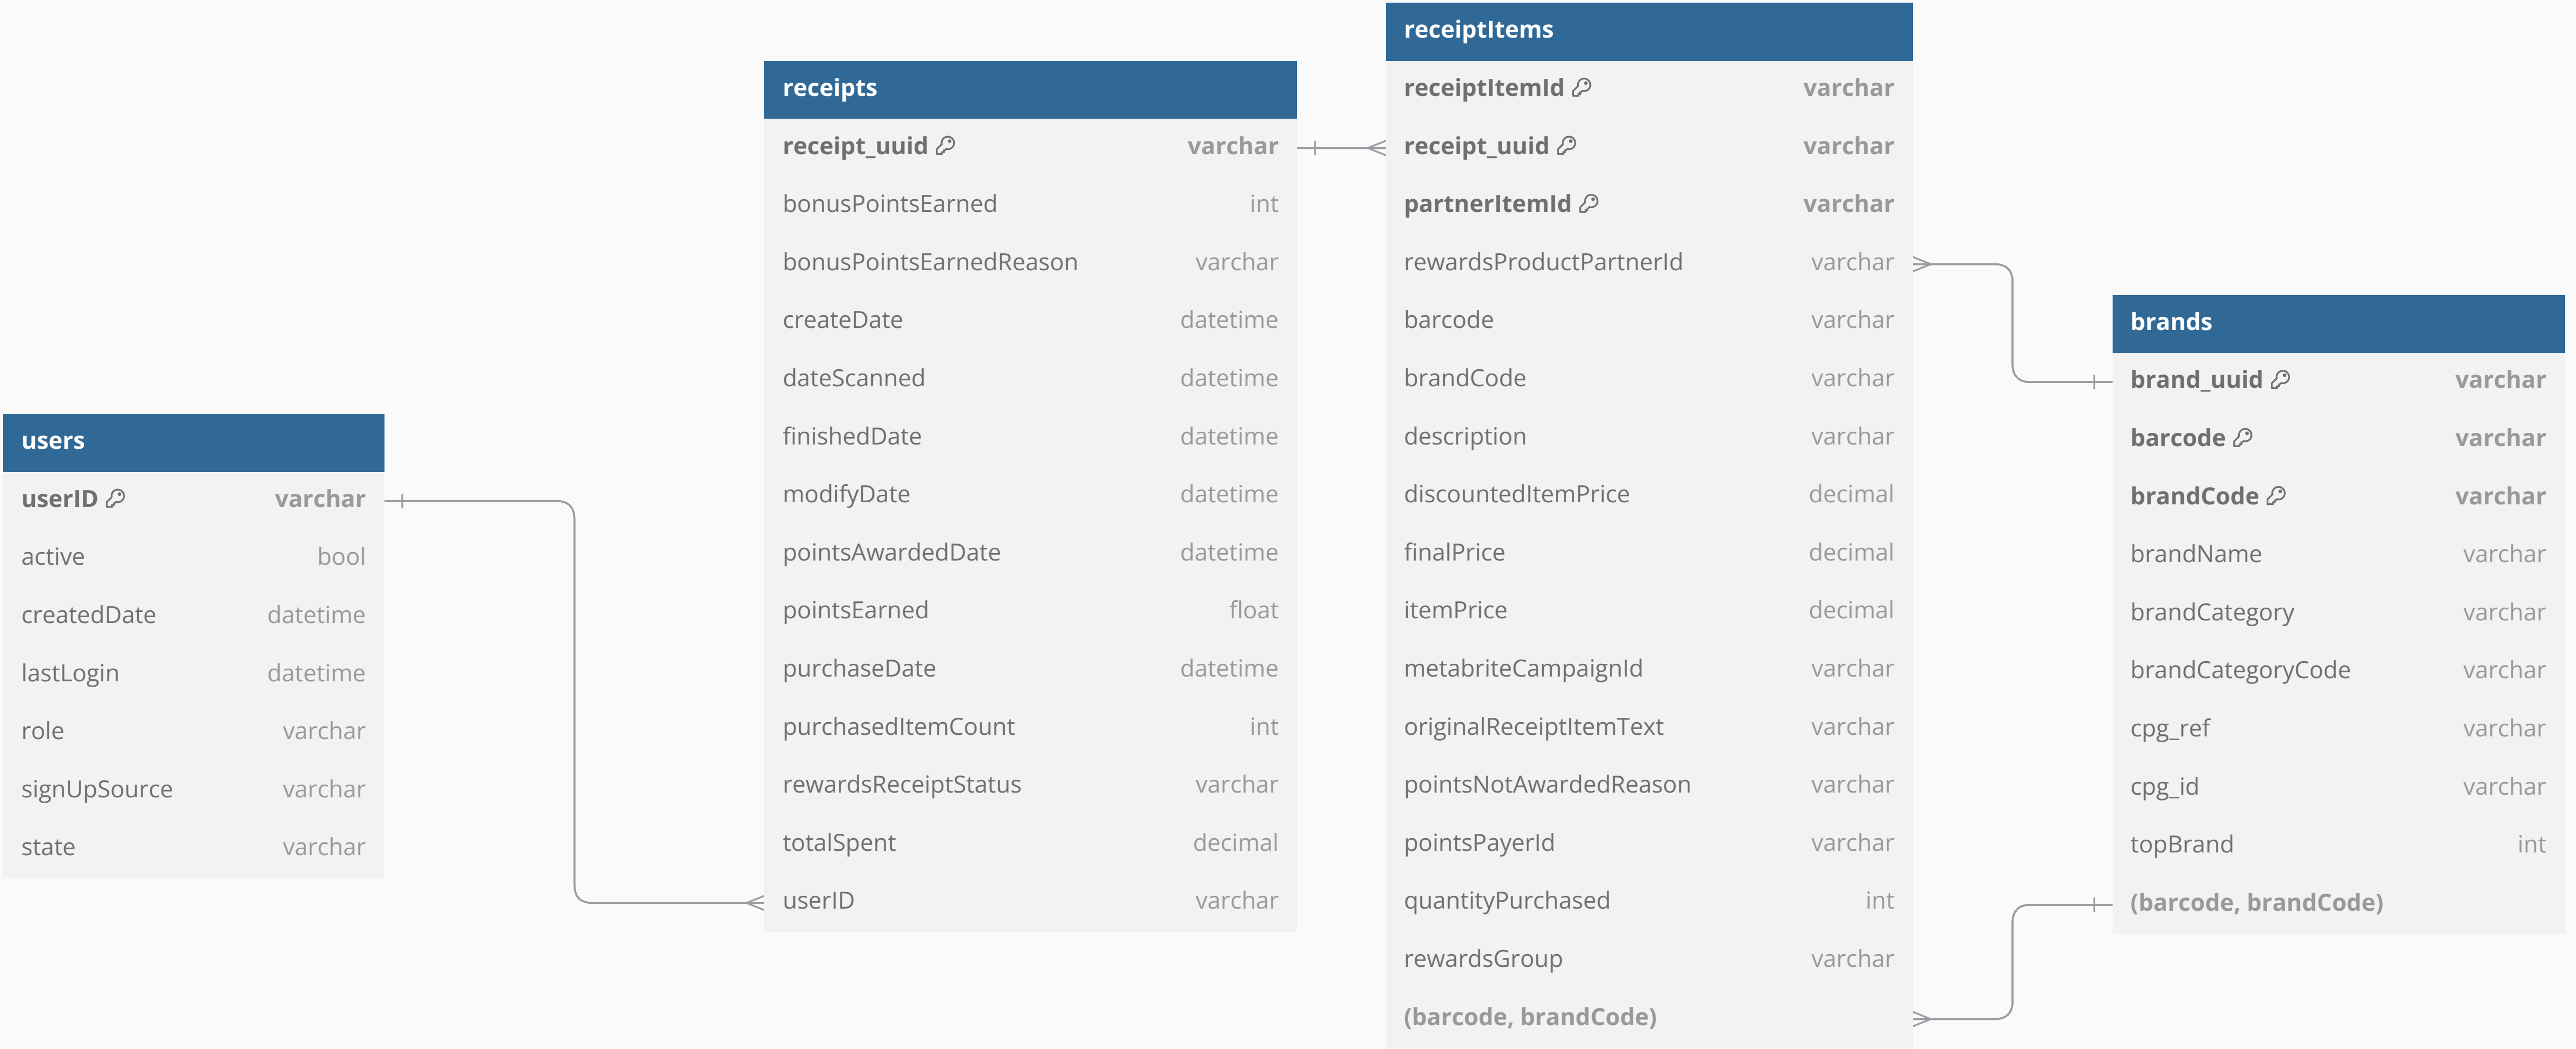 users
userID varchar
active bool
createdDate datetime
lastLogin datetime
role varchar
signUpSource varchar
state varchar
receipts
receipt_uuid varchar
bonusPointsEarned int
bonusPointsEarnedReason varchar
createDate datetime
dateScanned datetime
finishedDate datetime
modifyDate datetime
pointsAwardedDate datetime
pointsEarned float
purchaseDate datetime
purchasedItemCount int
rewardsReceiptStatus varchar
totalSpent decimal
userID varchar
receiptItems
receiptItemId varchar
receipt_uuid varchar
partnerItemId varchar
rewardsProductPartnerId varchar
barcode varchar
brandCode varchar
description varchar
discountedItemPrice decimal
finalPrice decimal
itemPrice decimal
metabriteCampaignId varchar
originalReceiptItemText varchar
pointsNotAwardedReason varchar
pointsPayerId varchar
quantityPurchased int
rewardsGroup varchar
(barcode, brandCode)
brands
brand_uuid varchar
barcode varchar
brandCode varchar
brandName varchar
brandCategory varchar
brandCategoryCode varchar
cpg_ref varchar
cpg_id varchar
topBrand int
(barcode, brandCode)